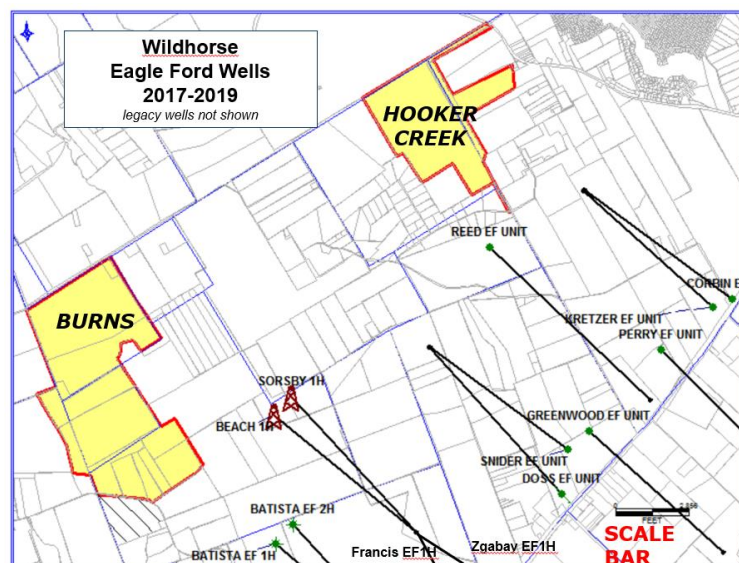 Wildhorse
Eagle Ford Wells
2017-2019
legacy wells not shown
HOOKER
CREEK
REED EF UNIT
CORBIN E
BURNS
KRETZER EF UNIT
PERRY EF UNIT
SORSBY 1H
BEACH 1H
GREENWOOD EF UNIT
SNIDER EF UNIT
DOSS EF UNIT
BATISTA EF 2H
0
FEET
SCALE
BAR
BATISTA EF 1H
Francis EF1H
Zgabay EF1H